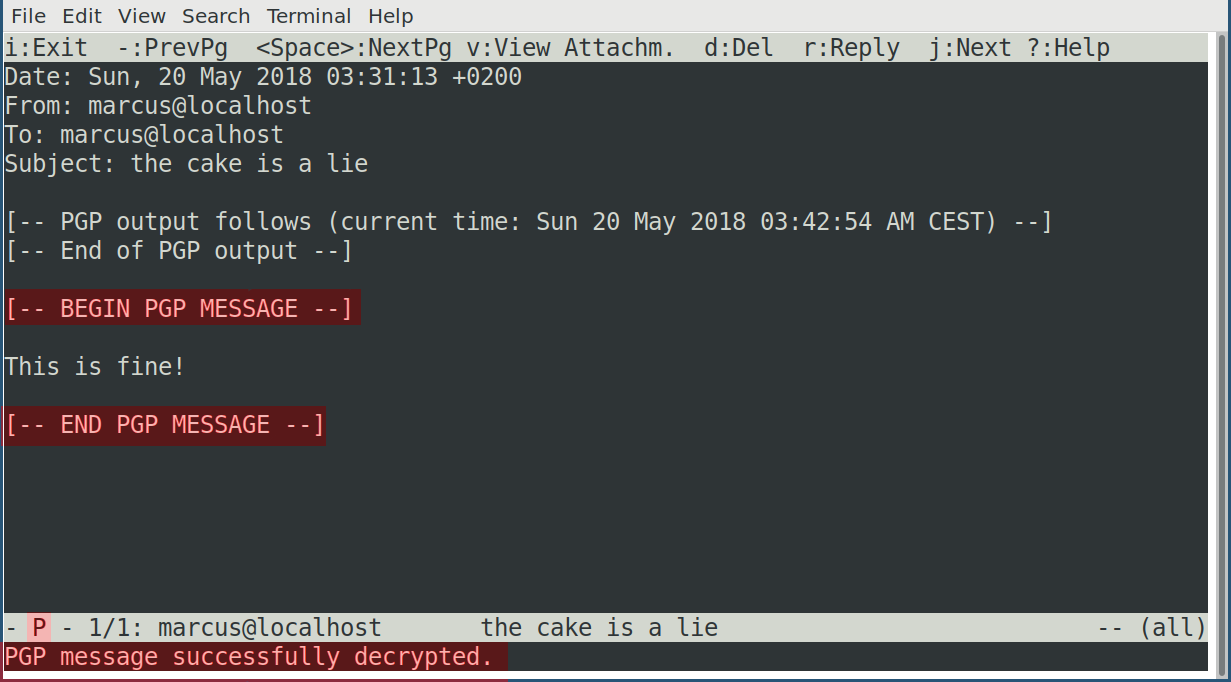 File Edit View Search Terminal Help
i:Exit  -:PrevPg  <Space>:NextPg v:View Attachm.  d:Del  r:Reply  j:Next ?:Help
Date: Sun, 20 May 2018 03:31:13 +0200
From: marcus@localhost
To: marcus@localhost
Subject: the cake is a lie
[-- PGP output follows (current time: Sun 20 May 2018 03:42:54 AM CEST) --]
[-- End of PGP output --]
[-- BEGIN PGP MESSAGE --]
This is fine!
[-- END PGP MESSAGE --]
- P - 1/1: marcus@localhost       the cake is a lie                           -- (all)
PGP message successfully decrypted.